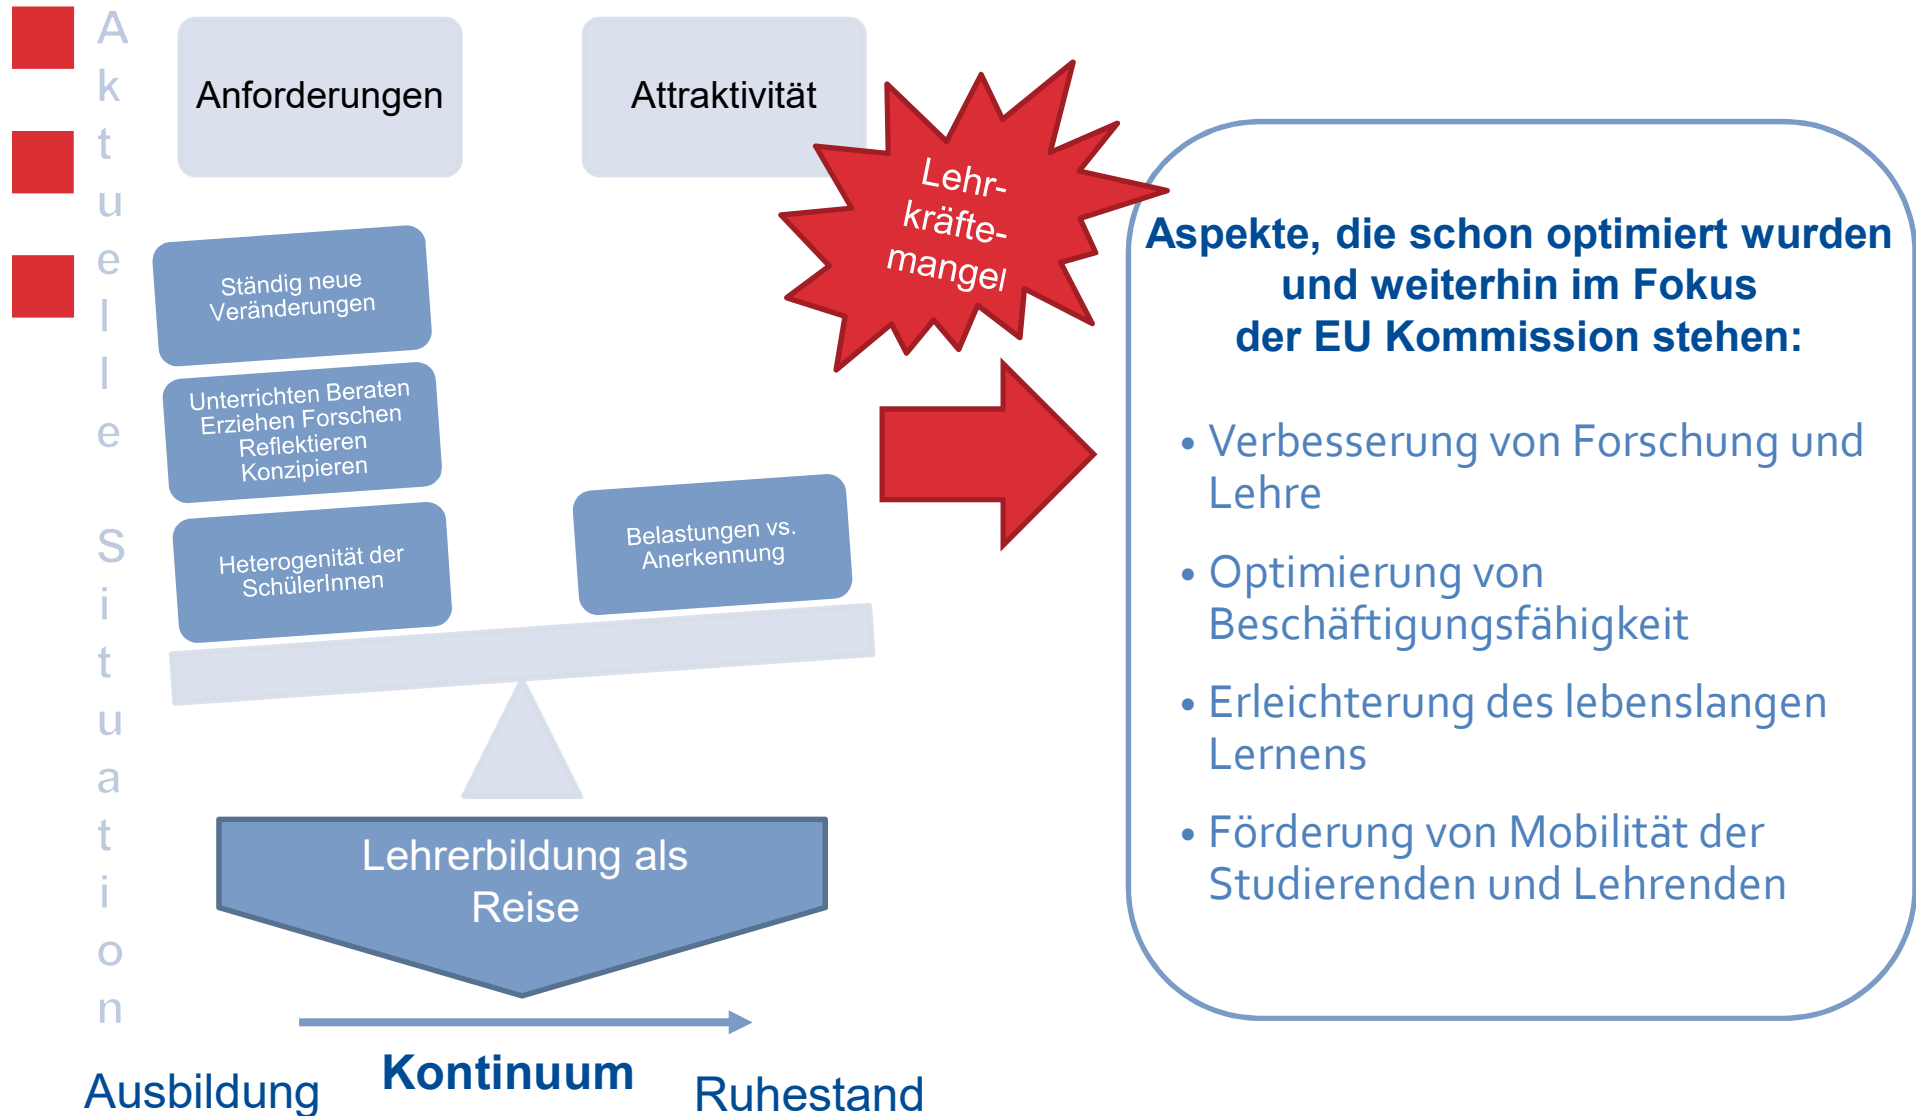 Aktuelle Situation
Anforderungen
Attraktivität
Lehr-
kräfte-
mangel
Ständig neue
Veränderungen
Unterrichten Beraten
Erziehen Forschen
Reflektieren
Konzipieren
Heterogenität der
SchülerInnen
Belastungen vs.
Anerkennung
Lehrerbildung als
Reise
Kontinuum
Ausbildung
Ruhestand
Aspekte, die schon optimiert wurden
und weiterhin im Fokus
der EU Kommission stehen:
• Verbesserung von Forschung und
Lehre
• Optimierung von
Beschäftigungsfähigkeit
• Erleichterung des lebenslangen
Lernens
• Förderung von Mobilität der
Studierenden und Lehrenden